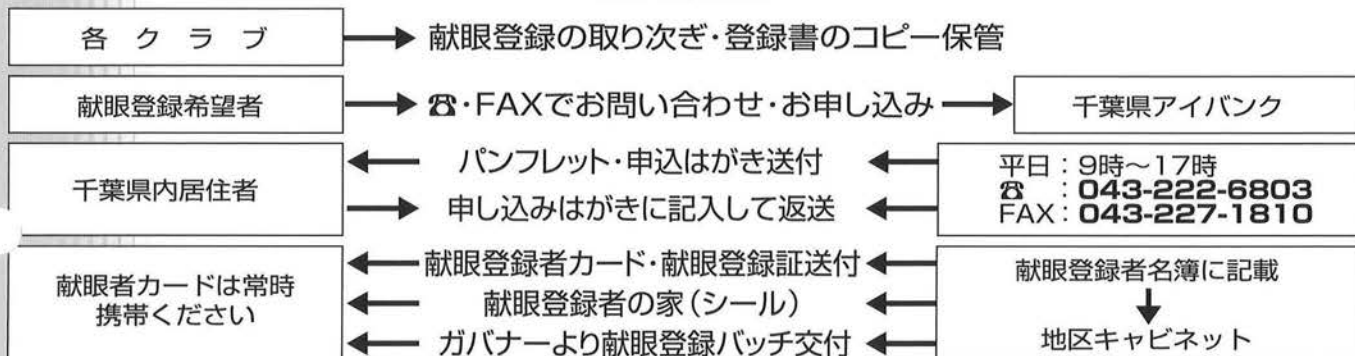 各クラブ
献眼登録の取り次ぎ・登録書のコピー保管
献眼登録希望者
☎・FAXでお問い合わせ・お申し込み
千葉県アイバンク
千葉県内居住者
パンフレット・申込はがき送付
申し込みはがきに記入して返送
平日：9時～17時
☎：043-222-6803
FAX：043-227-1810
献眼者カードは常時
携帯ください
献眼登録者カード・献眼登録証送付
献眼登録者の家（シール）
ガバナーより献眼登録バッチ交付
献眼登録者名簿に記載
地区キャビネット